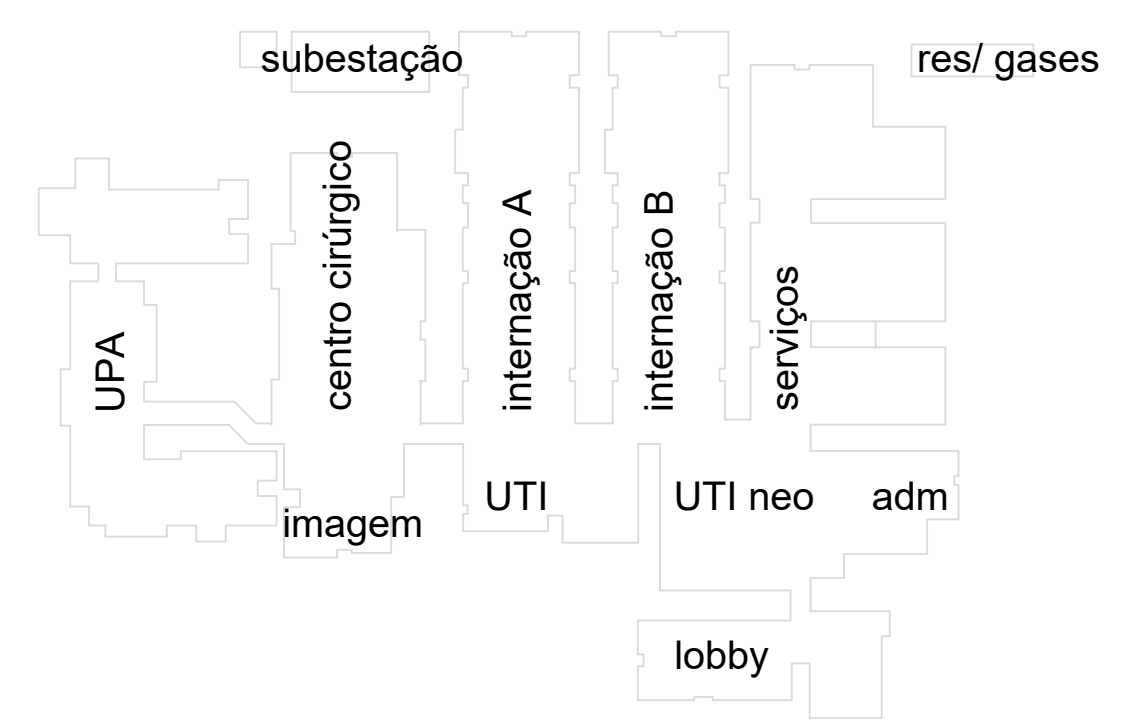 subestação
res/ gases
UPA
centro cirúrgico
internação A
internação B
serviços
imagem
UTI
UTI neo
adm
lobby